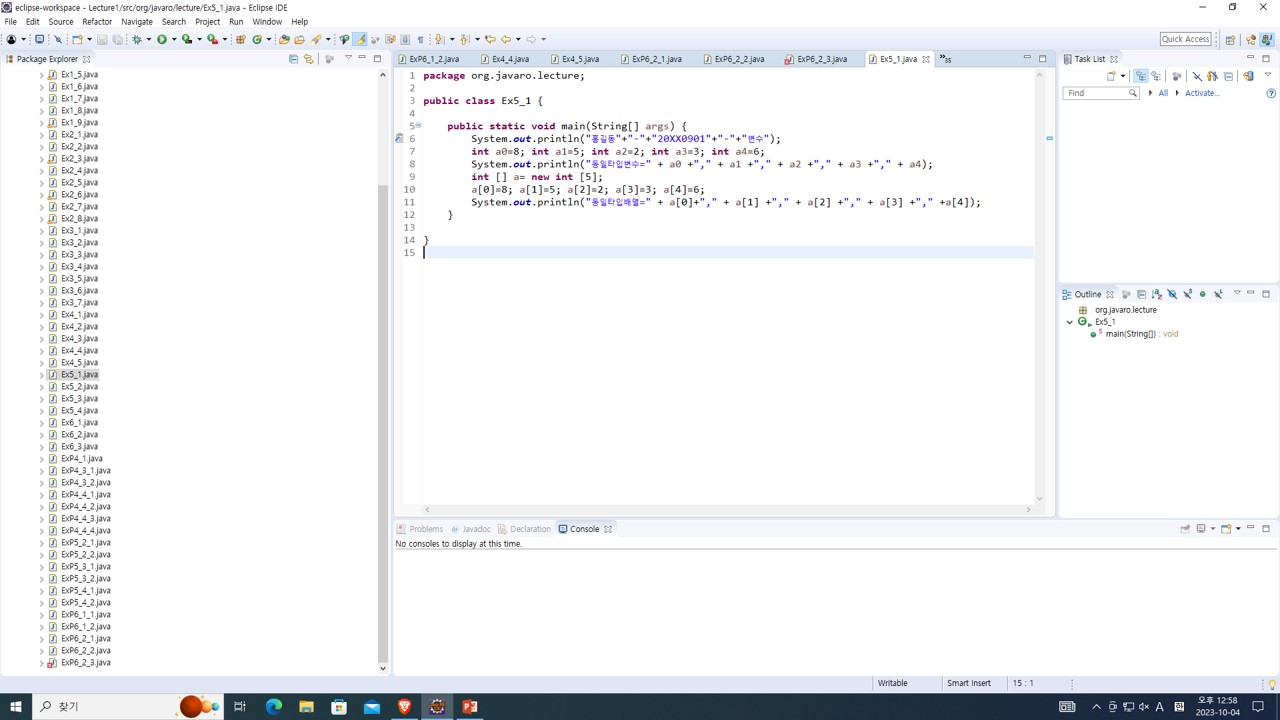 eclipse-workspace - Lecture1/src/org/javaro/lecture/Ex5_1.java - Eclipse IDE
File Edit Source Refactor Navigate Search Project Run Window Help
Quick Access
Package Explorer
Ex1_5.java
Ex1_6.java
Ex1_7.java
Ex1_8.java
Ex1_9.java
Ex2_1.java
Ex2_2.java
Ex2_3.java
Ex2_4.java
Ex2_5.java
Ex2_6.java
Ex2_7.java
Ex2_8.java
Ex3_1.java
Ex3_2.java
Ex3_3.java
Ex3_4.java
Ex3_5.java
Ex3_6.java
Ex3_7.java
Ex4_1.java
Ex4_2.java
Ex4_3.java
Ex4_4.java
Ex4_5.java
Ex5_1.java
Ex5_2.java
Ex5_3.java
Ex5_4.java
Ex6_1.java
Ex6_2.java
Ex6_3.java
ExP4_1.java
ExP4_3_1.java
ExP4_3_2.java
ExP4_4_1.java
ExP4_4_2.java
ExP4_4_3.java
ExP4_4_4.java
ExP5_2_1.java
ExP5_2_2.java
ExP5_3_1.java
ExP5_3_2.java
ExP5_4_1.java
ExP5_4_2.java
ExP6_1_1.java
ExP6_1_2.java
ExP6_2_1.java
ExP6_2_2.java
ExP6_2_3.java
ExP6_1_2.java Ex4_4.java Ex4_5.java ExP6_2_1.java ExP6_2_2.java ExP6_2_3.java Ex5_1.java
1 package org.javaro.lecture;
2
3 public class Ex5_1 {
4
5 public static void main(String[] args) {
6 System.out.println("홍길동"+"-"+"20XX0901"+"-"+"변수");
7 int a0=8; int a1=5; int a2=2; int a3=3; int a4=6;
8 System.out.println("동일타입변수=" + a0 +"," + a1 +"," + a2 +"," + a3 +"," + a4);
9 int [] a= new int [5];
10 a[0]=8; a[1]=5; a[2]=2; a[3]=3; a[4]=6;
11 System.out.println("동일타입배열=" + a[0]+"," + a[1] +"," + a[2] +"," + a[3] +"," +a[4]);
12 }
13
14 }
15
Task List
Find All Activate...
Outline
org.javaro.lecture
Ex5_1
main(String[]) : void
Problems Javadoc Declaration Console
No consoles to display at this time.
Writable Smart Insert 15 : 1
찾기
A
오후 12:58
2023-10-04